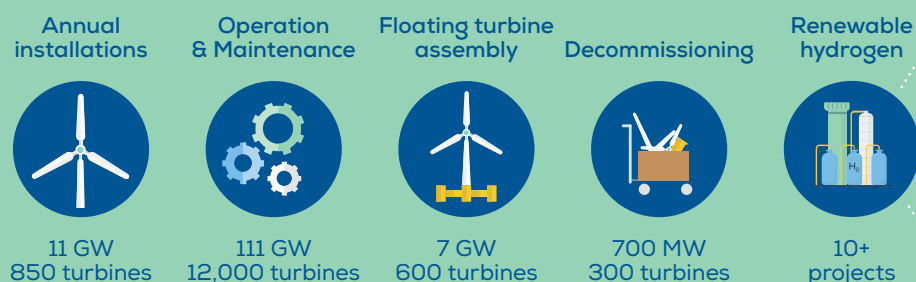 Annual
installations
Operation
& Maintenance
Floating turbine
assembly
Decommissioning
Renewable
hydrogen
H₂
11 GW
850 turbines
111 GW
12,000 turbines
7 GW
600 turbines
700 MW
300 turbines
10+
projects